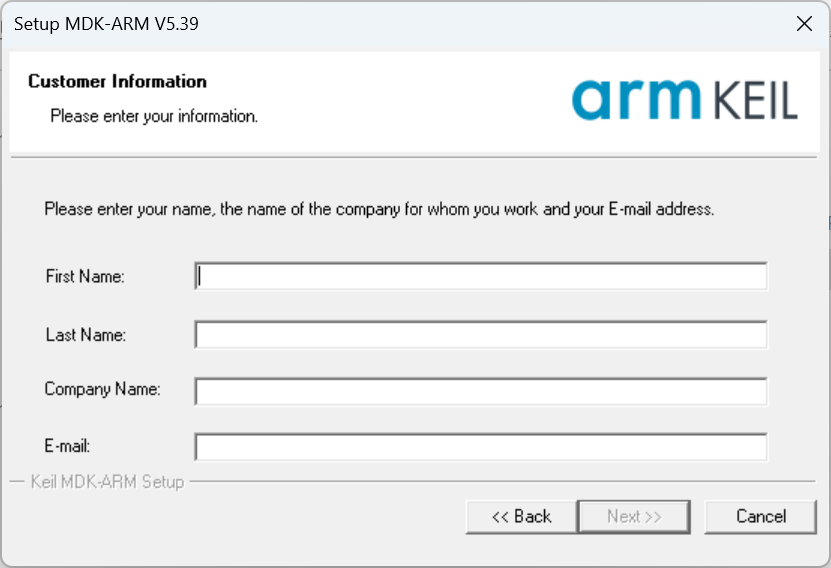 Setup MDK-ARM V5.39
Customer Information
Please enter your information.
arm KEIL
Please enter your name, the name of the company for whom you work and your E-mail address.
First Name:
Last Name:
Company Name:
E-mail:
Keil MDK-ARM Setup
<< Back
Next >>
Cancel